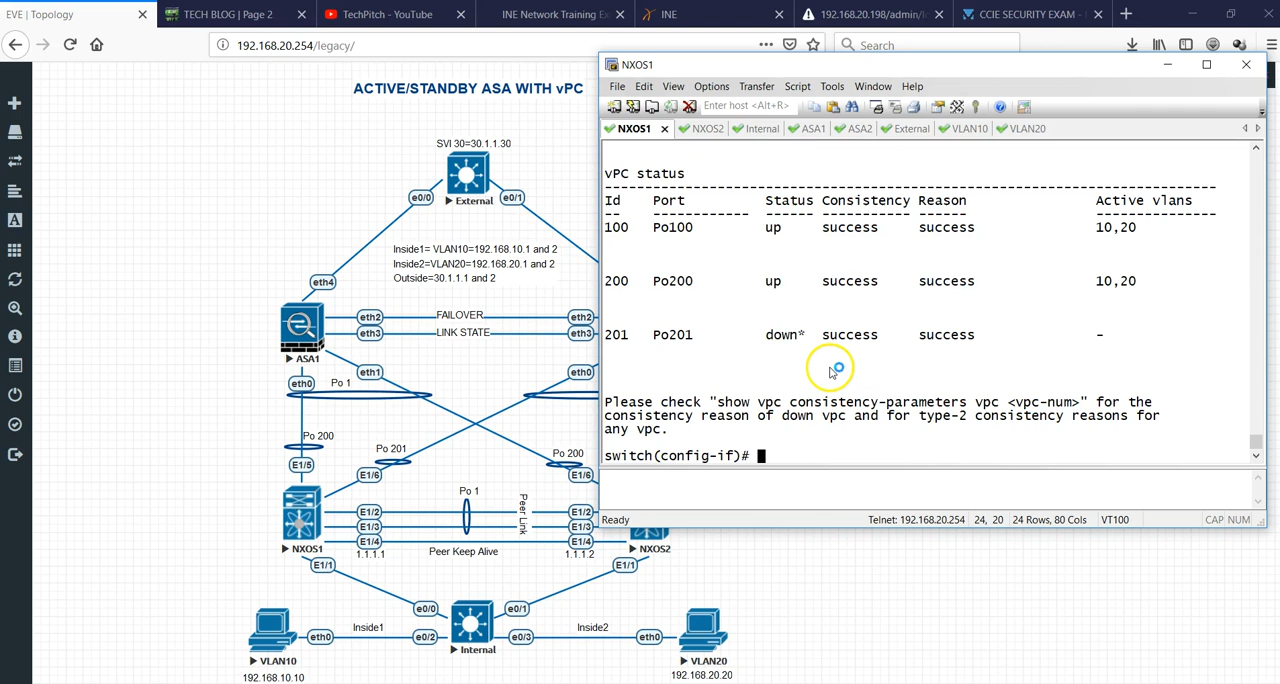 EVE | Topology
TECH BLOG | Page 2
TechPitch - YouTube
INE Network Training Ex
INE
192.168.20.198/admin/l
CCIE SECURITY EXAM -
192.168.20.254/legacy/
Search
ACTIVE/STANDBY ASA WITH vPC
SVI 30=30.1.1.30
e0/0
e0/1
External
Inside1= VLAN10=192.168.10.1 and 2
Inside2=VLAN20=192.168.20.1 and 2
Outside=30.1.1.1 and 2
eth4
eth2
FAILOVER
eth2
eth3
LINK STATE
eth3
ASA1
eth1
eth0
eth0
Po 1
Po 200
Po 201
Po 200
E1/5
E1/6
E1/6
Po 1
Peer Link
E1/2
E1/2
E1/3
E1/3
E1/4
E1/4
NXOS1
1.1.1.1
Peer Keep Alive
1.1.1.2
NXOS2
E1/1
E1/1
e0/0
e0/1
Inside1
Inside2
eth0
e0/2
e0/3
eth0
Internal
VLAN10
VLAN20
192.168.10.10
192.168.20.20
NXOS1
File Edit View Options Transfer Script Tools Window Help
Enter host <Alt+R>
NXOS1 NXOS2 Internal ASA1 ASA2 External VLAN10 VLAN20
vPC status
----------------------------------------------------------------------------
Id Port Status Consistency Reason Active vlans
-- ------------ ------ ----------- ------ ---------------
100 Po100 up success success 10,20
200 Po200 up success success 10,20
201 Po201 down* success success -
Please check "show vpc consistency-parameters vpc <vpc-num>" for the
consistency reason of down vpc and for type-2 consistency reasons for
any vpc.
switch(config-if)#
Ready
Telnet: 192.168.20.254 24, 20 24 Rows, 80 Cols VT100 CAP NUM